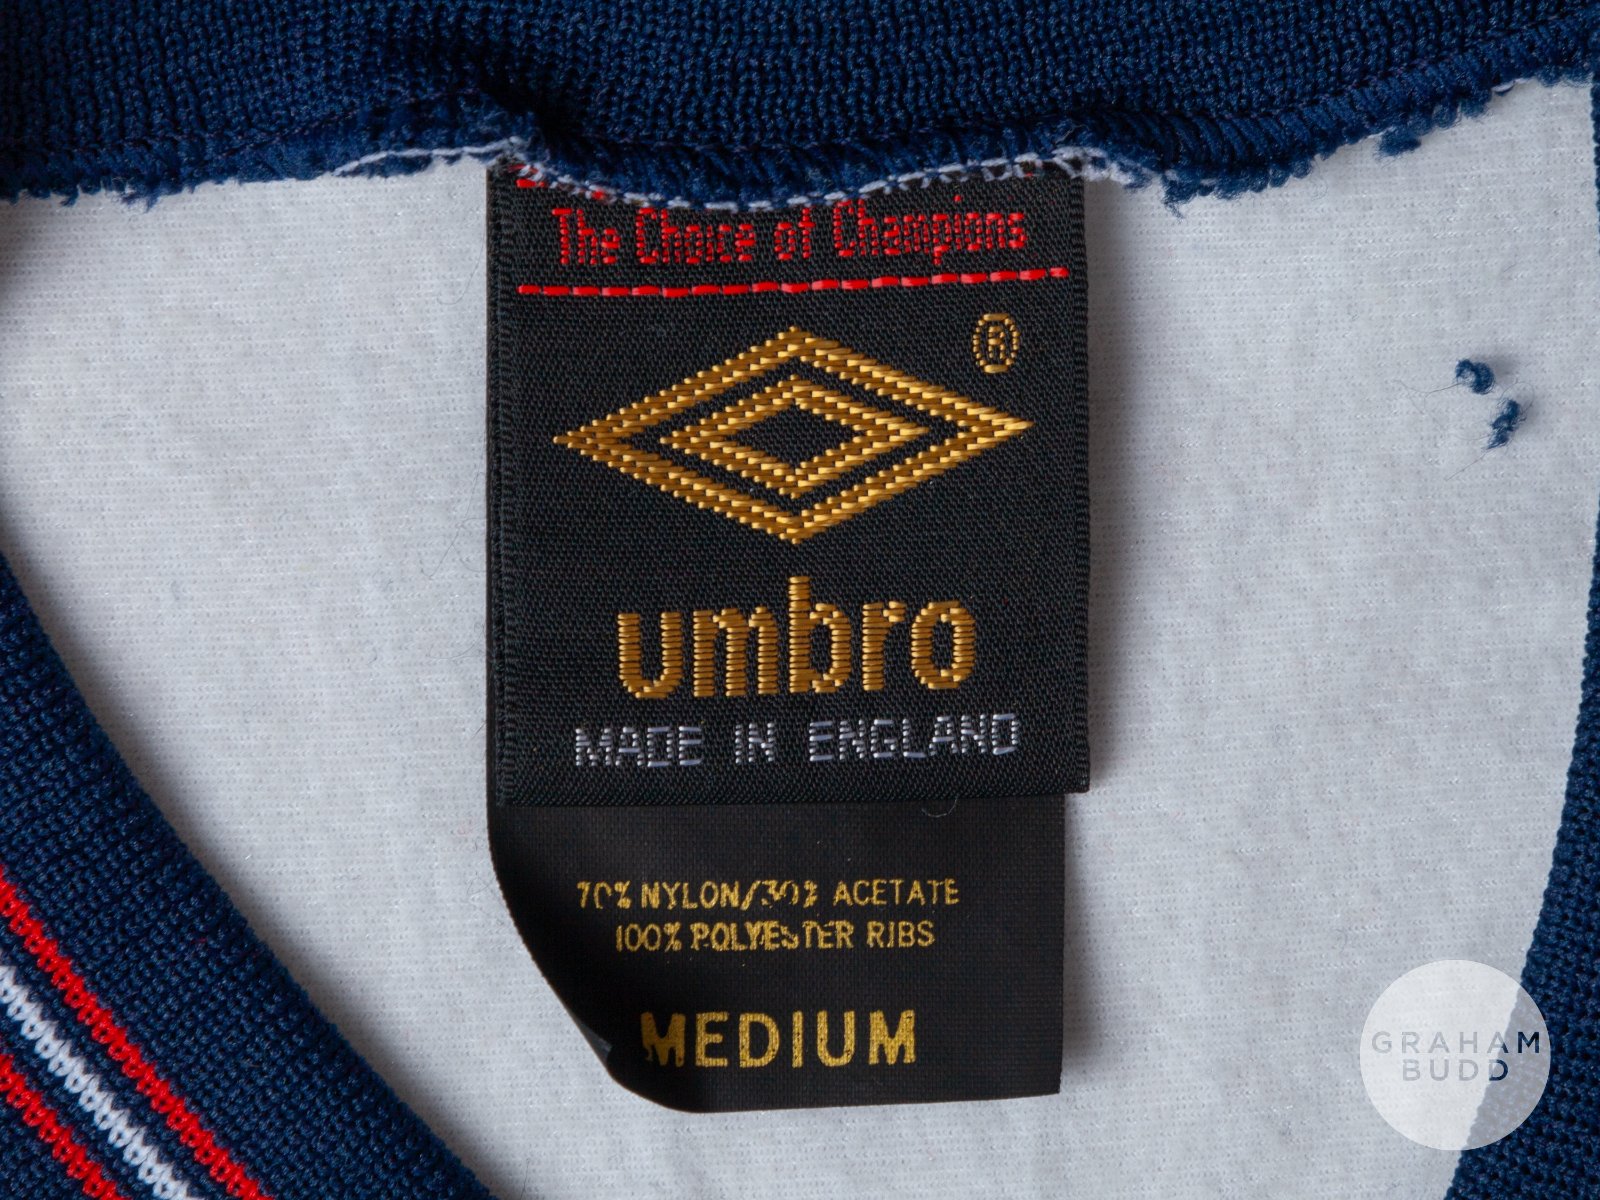 The Choice of Champions
®
umbro
MADE IN ENGLAND
70% NYLON/30% ACETATE
100% POLYESTER RIBS
MEDIUM
GRAHAM
BUDD